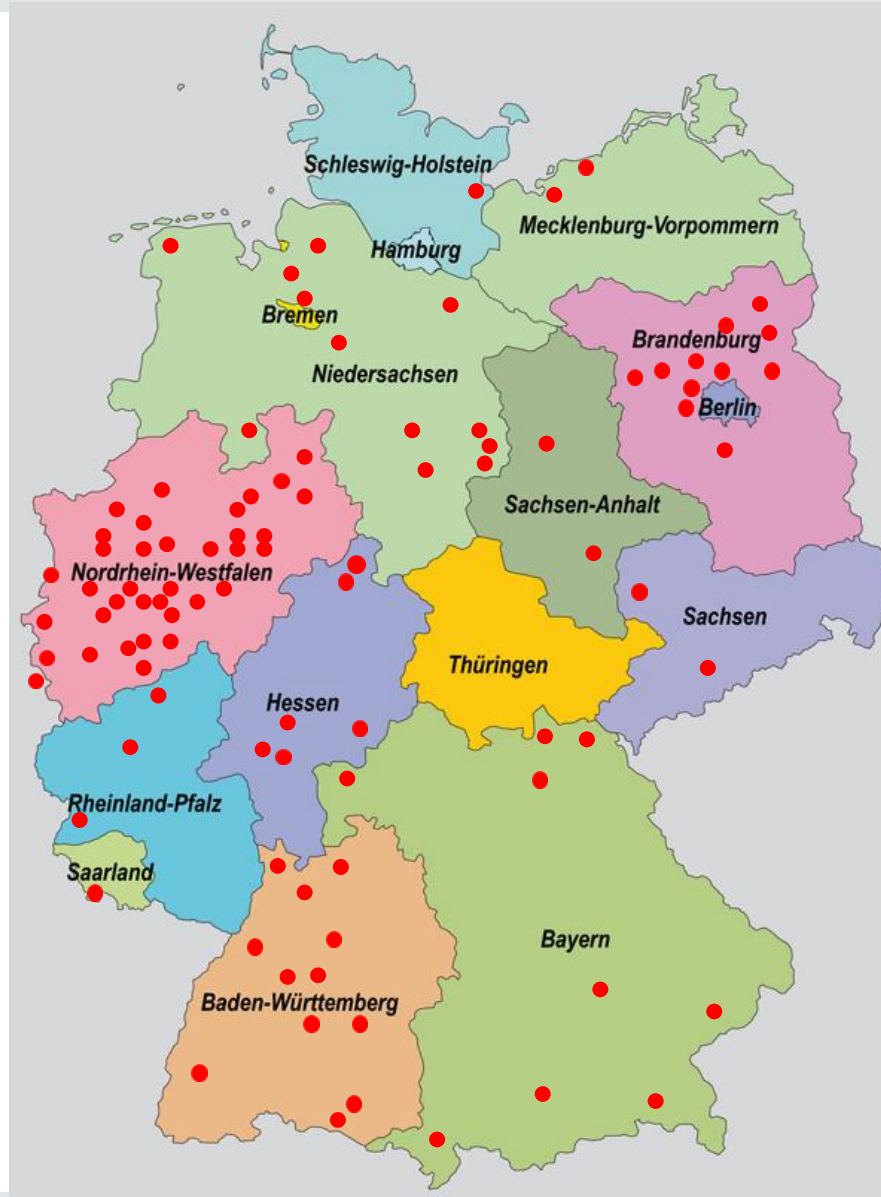 Schleswig-Holstein
Mecklenburg-Vorpommern
Hamburg
Bremen
Brandenburg
Niedersachsen
Berlin
Sachsen-Anhalt
Nordrhein-Westfalen
Sachsen
Thüringen
Hessen
Rheinland-Pfalz
Saarland
Bayern
Baden-Württemberg